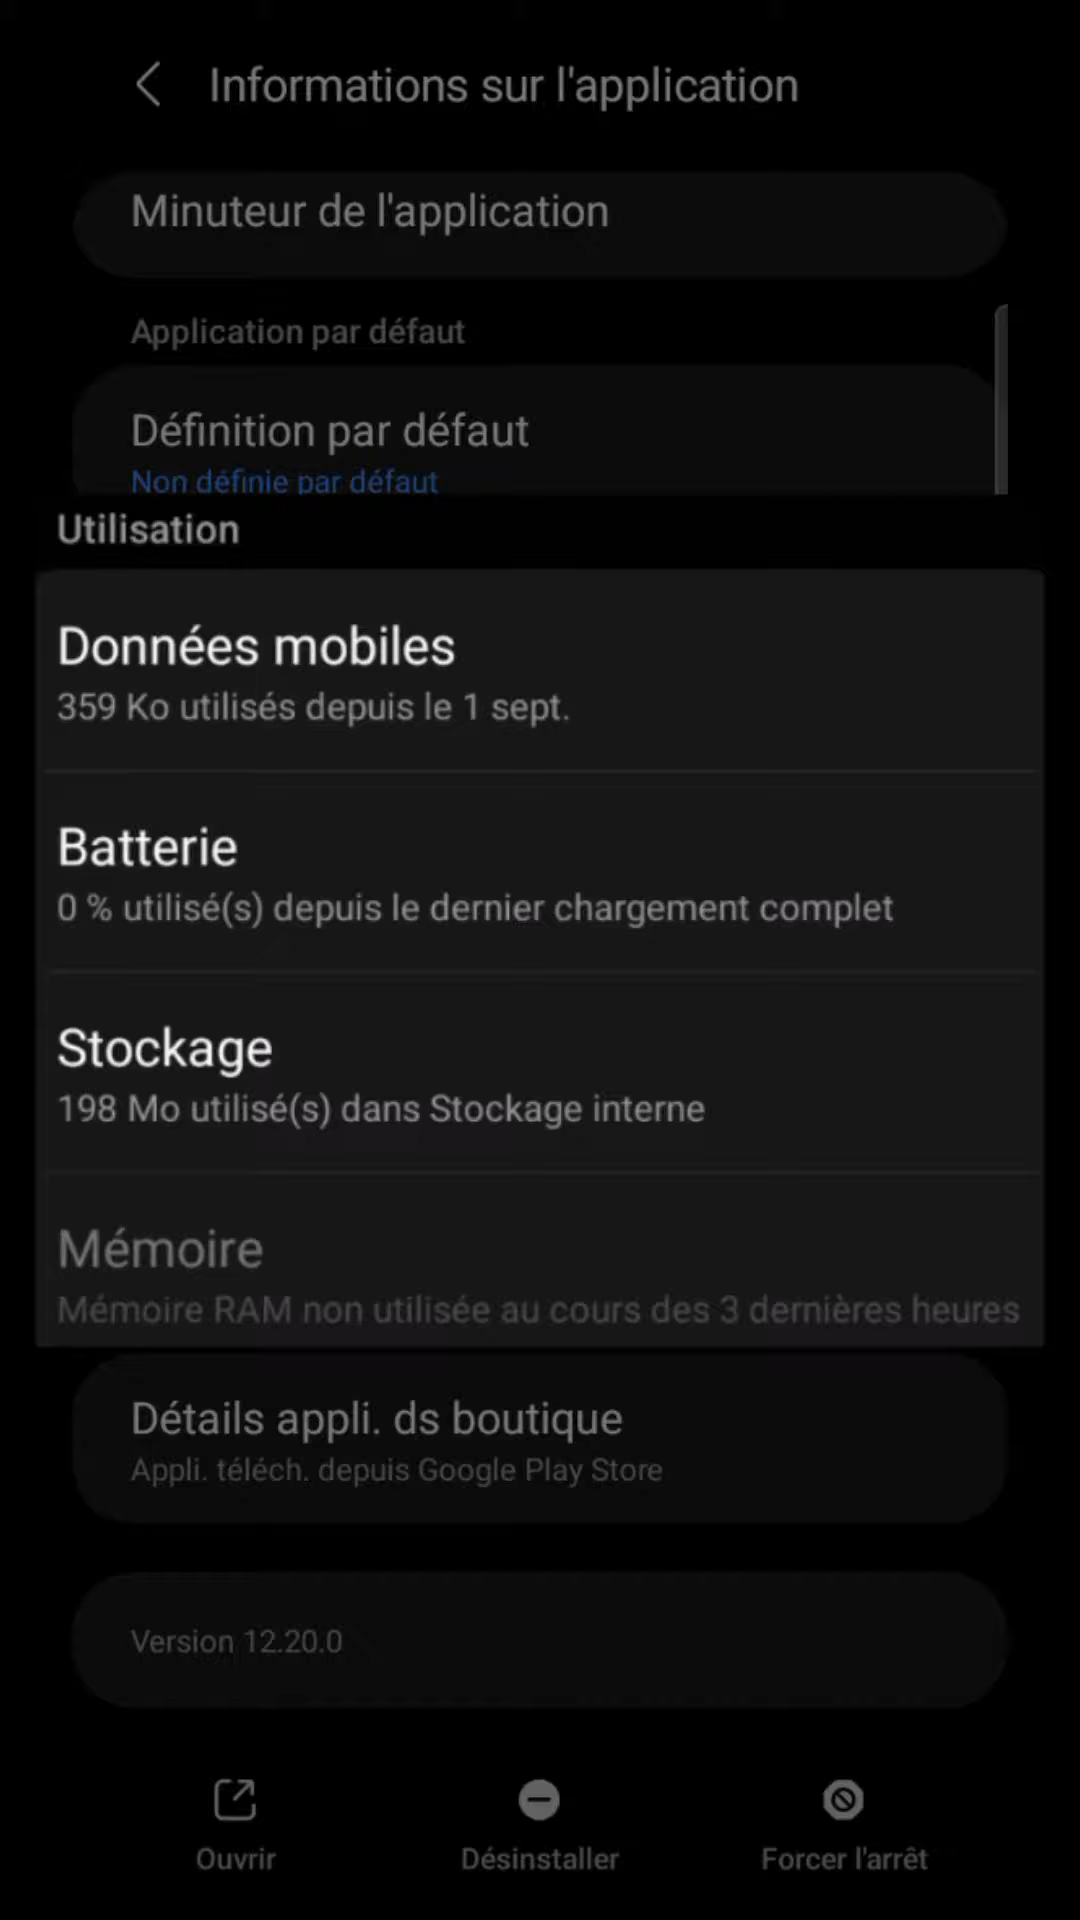 Informations sur l'application
Minuteur de l'application
Application par défaut
Définition par défaut
Non définie par défaut
Utilisation
Données mobiles
359 Ko utilisés depuis le 1 sept.
Batterie
0 % utilisé(s) depuis le dernier chargement complet
Stockage
198 Mo utilisé(s) dans Stockage interne
Mémoire
Mémoire RAM non utilisée au cours des 3 dernières heures
Détails appli. ds boutique
Appli. téléch. depuis Google Play Store
Version 12.20.0
Ouvrir
Désinstaller
Forcer l'arrêt